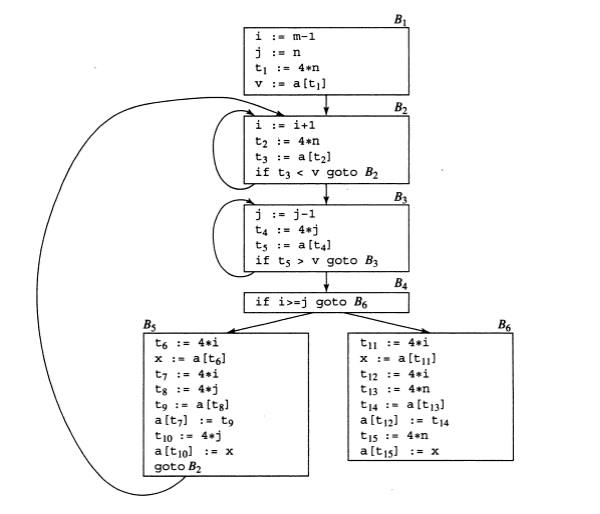 B₁
i := m-1
j := n
t₁ := 4*n
v := a[t₁]
B₂
i := i+1
t₂ := 4*n
t₃ := a[t₂]
if t₃ < v goto B₂
B₃
j := j-1
t₄ := 4*j
t₅ := a[t₄]
if t₅ > v goto B₃
B₄
if i>=j goto B₆
B₅
t₆ := 4*i
x := a[t₆]
t₇ := 4*i
t₈ := 4*j
t₉ := a[t₈]
a[t₇] := t₉
t₁₀ := 4*j
a[t₁₀] := x
goto B₂
B₆
t₁₁ := 4*i
x := a[t₁₁]
t₁₂ := 4*i
t₁₃ := 4*n
t₁₄ := a[t₁₃]
a[t₁₂] := t₁₄
t₁₅ := 4*n
a[t₁₅] := x